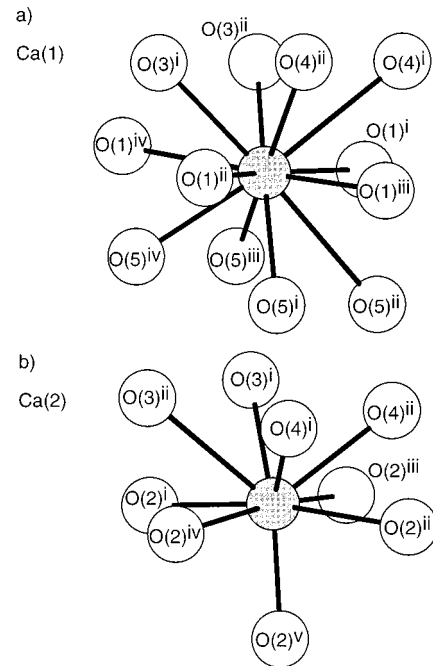 a)
Ca(1)
O(3)ⁱⁱ
O(3)ⁱ
O(4)ⁱⁱ
O(4)ⁱ
O(1)ⁱᵛ
O(1)ⁱ
O(1)ⁱⁱ
O(1)ⁱⁱⁱ
O(5)ⁱᵛ
O(5)ⁱⁱⁱ
O(5)ⁱ
O(5)ⁱⁱ
b)
Ca(2)
O(3)ⁱⁱ
O(3)ⁱ
O(4)ⁱ
O(4)ⁱⁱ
O(2)ⁱⁱⁱ
O(2)ⁱ
O(2)ⁱᵛ
O(2)ⁱⁱ
O(2)ᵛ